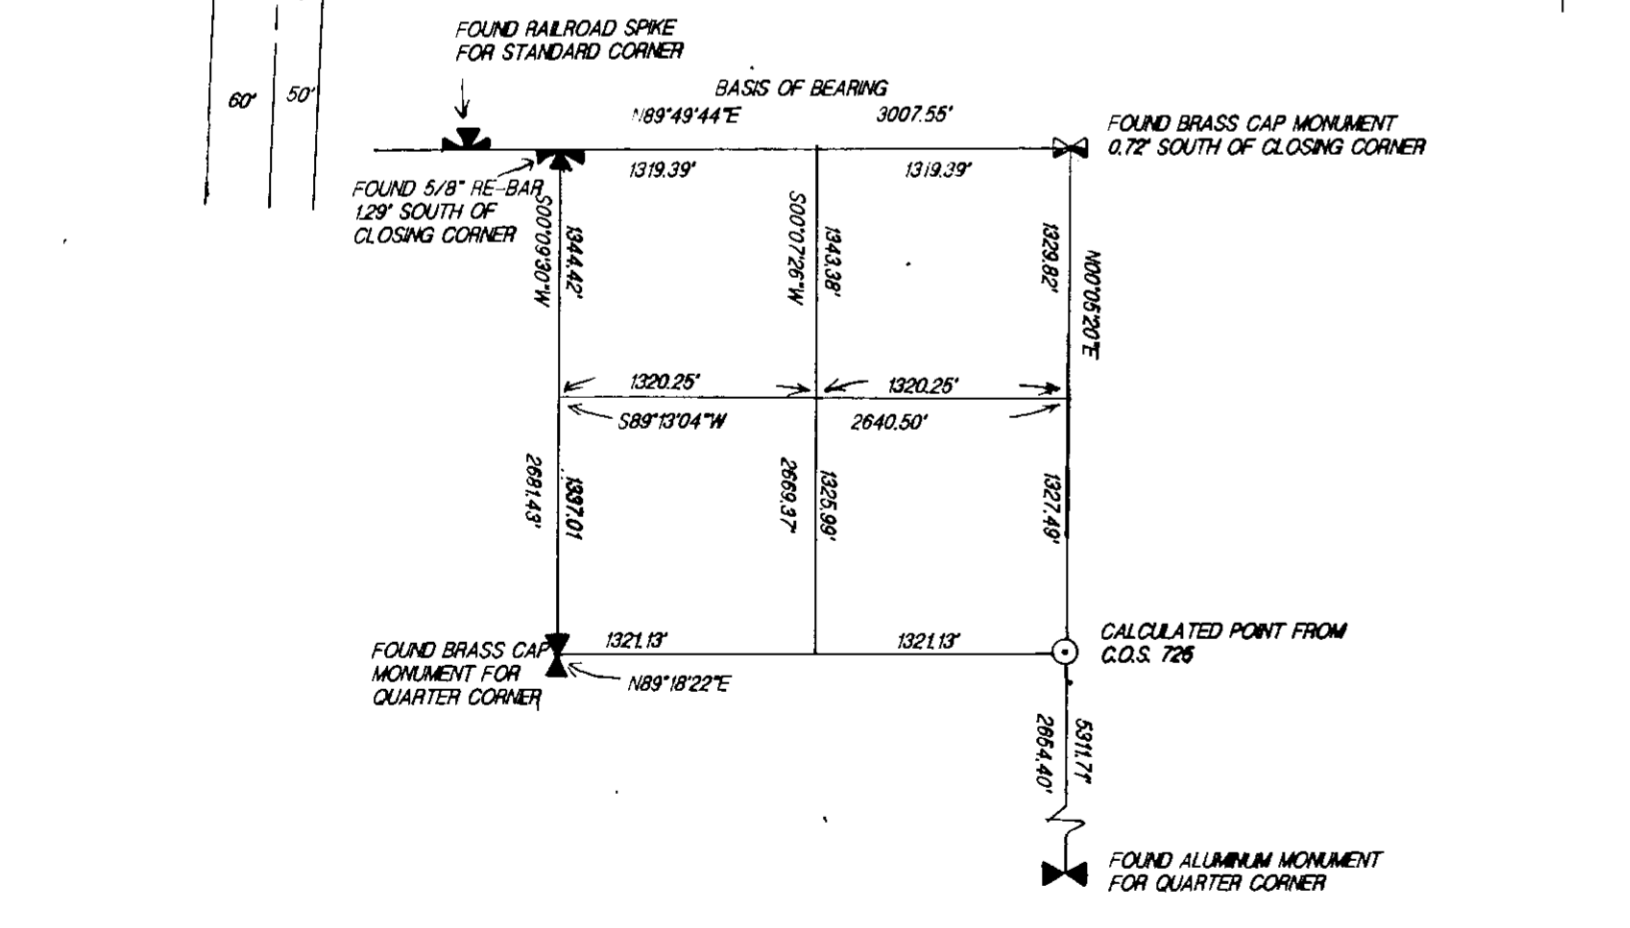 FOUND RAILROAD SPIKE
FOR STANDARD CORNER
60'
50'
BASIS OF BEARING
N89°49'44"E
3007.55'
FOUND BRASS CAP MONUMENT
0.72' SOUTH OF CLOSING CORNER
1319.39'
1319.39'
FOUND 5/8" RE-BAR
1.29' SOUTH OF
CLOSING CORNER
S00°09'30"W
1344.42'
S00°07'26"W
1343.38'
1329.82'
N00°05'20"E
1320.25'
1320.25'
S89°13'04"W
2640.50'
2681.43'
1337.01
2669.37'
1325.99'
1327.49'
1321.13'
1321.13'
FOUND BRASS CAP
MONUMENT FOR
QUARTER CORNER
N89°18'22"E
CALCULATED POINT FROM
C.O.S. 726
2654.40'
5311.71'
FOUND ALUMINUM MONUMENT
FOR QUARTER CORNER